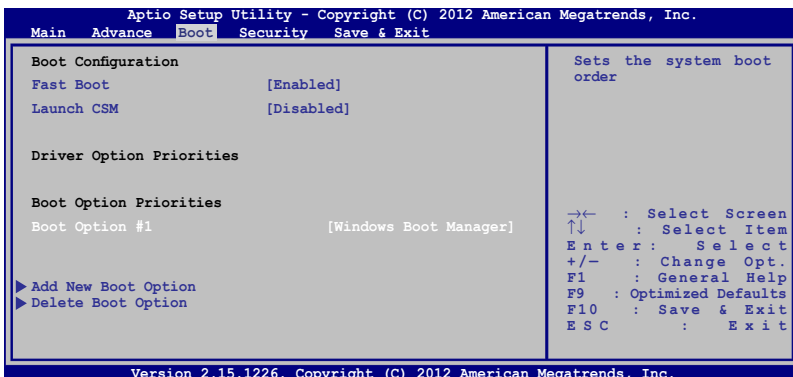 Aptio Setup Utility - Copyright (C) 2012 American Megatrends, Inc.
Main Advance Boot Security Save & Exit
Boot Configuration
Fast Boot [Enabled]
Launch CSM [Disabled]
Driver Option Priorities
Boot Option Priorities
Boot Option #1 [Windows Boot Manager]
Add New Boot Option
Delete Boot Option
Sets the system boot
order
→← : Select Screen
↑↓ : Select Item
Enter: Select
+/— : Change Opt.
F1 : General Help
F9 : Optimized Defaults
F10 : Save & Exit
ESC : Exit
Version 2.15.1226. Copyright (C) 2012 American Megatrends, Inc.